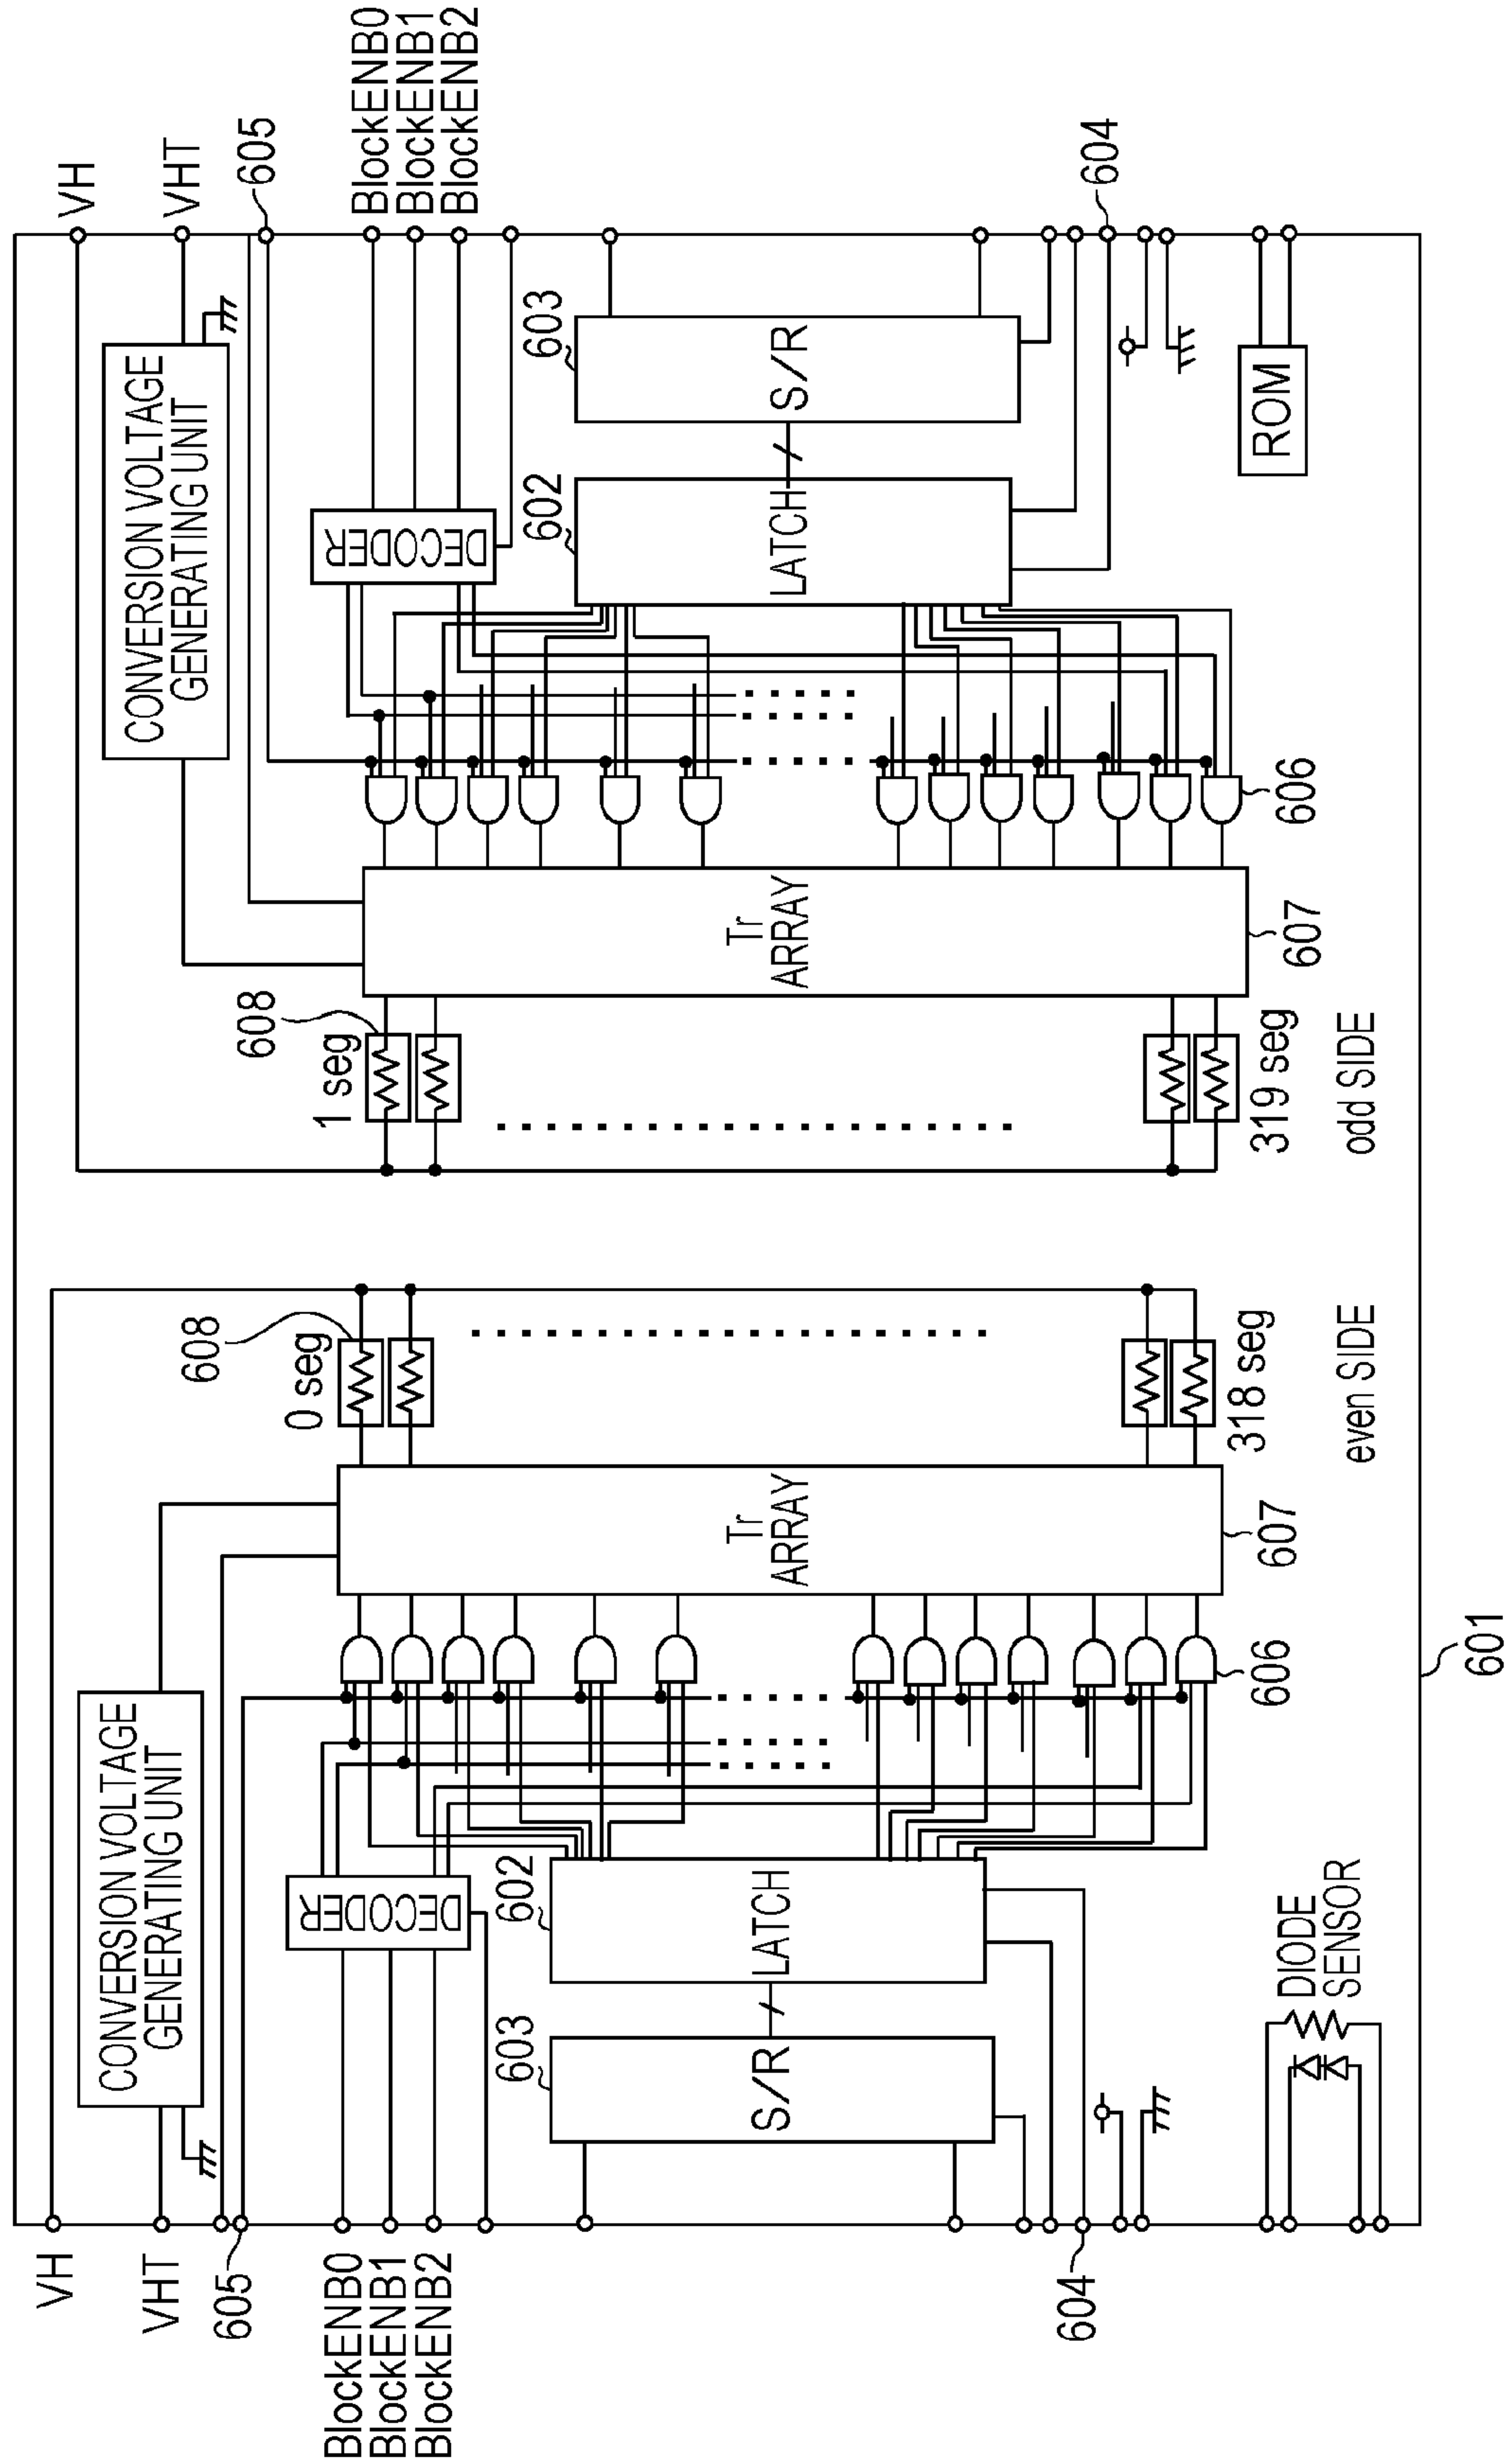 VH
VHT
605
BlockENB0
BlockENB1
BlockENB2
604
CONVERSION VOLTAGE
GENERATING UNIT
DECODER
603
S/R
602
LATCH
606
Tr
ARRAY
607
608
0 seg
318 seg
even SIDE
DIODE
SENSOR
601
VH
VHT
605
BlockENB0
BlockENB1
BlockENB2
604
CONVERSION VOLTAGE
GENERATING UNIT
DECODER
603
S/R
602
LATCH
606
Tr
ARRAY
607
608
1 seg
319 seg
odd SIDE
ROM